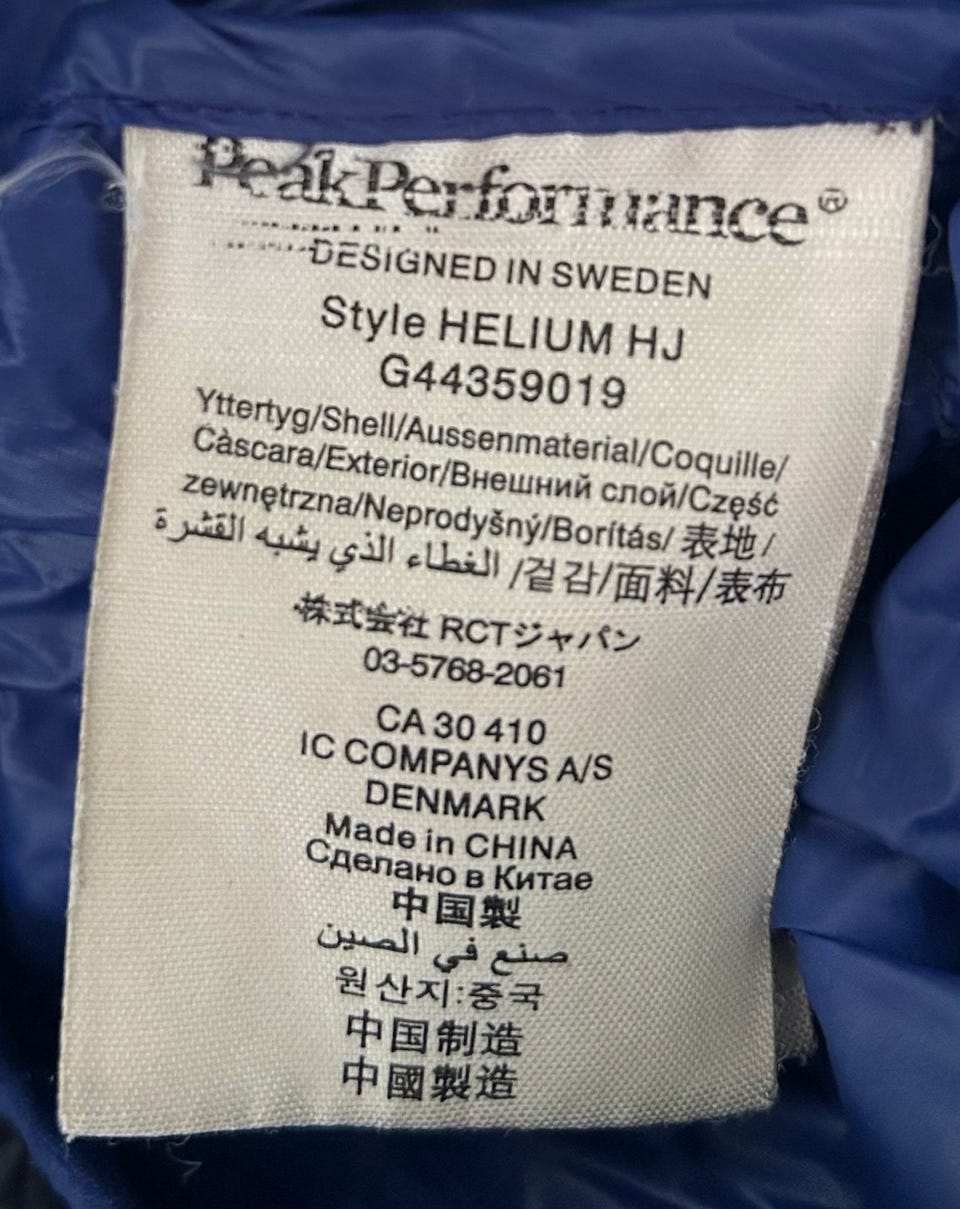 PeakPerformance®
DESIGNED IN SWEDEN
Style HELIUM HJ
G44359019
Yttertyg/Shell/Aussenmaterial/Coquille/
Càscara/Exterior/Внешний слой/Część
zewnętrzna/Neprodyšný/Borítás/表地/
الغطاء الذي يشبه القشرة /겉감/面料/表布
株式会社 RCTジャパン
03-5768-2061
CA 30 410
IC COMPANYS A/S
DENMARK
Made in CHINA
Сделано в Китае
中国製
صنع في الصين
원산지:중국
中国制造
中國製造